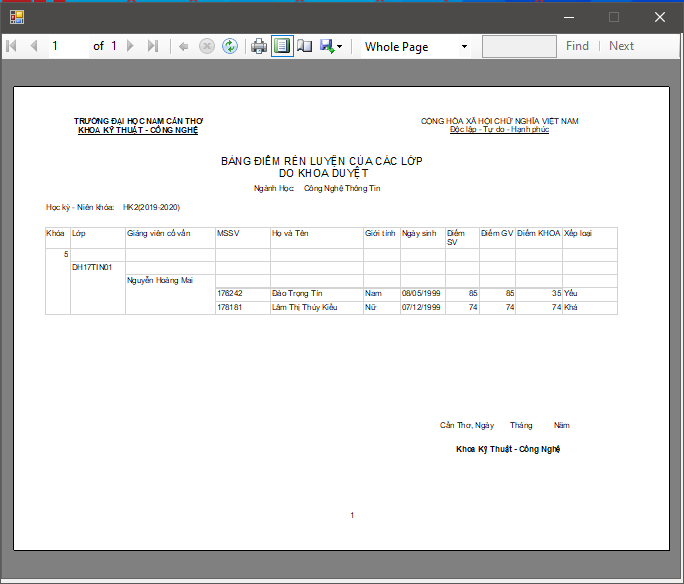 1 of 1 Whole Page Find | Next
TRƯỜNG ĐẠI HỌC NAM CẦN THƠ
KHOA KỸ THUẬT - CÔNG NGHỆ
CỘNG HÒA XÃ HỘI CHỦ NGHĨA VIỆT NAM
Độc lập - Tự do - Hạnh phúc
BẢNG ĐIỂM RÈN LUYỆN CỦA CÁC LỚP
DO KHOA DUYỆT
Ngành Học: Công Nghệ Thông Tin
Học kỳ - Niên khóa: HK2(2019-2020)
Khóa Lớp Giảng viên cố vấn MSSV Họ và Tên Giới tính Ngày sinh Điểm SV Điểm GV Điểm KHOA Xếp loại
5
DH17TIN01
Nguyễn Hoàng Mai
176242 Đào Trọng Tín Nam 08/05/1999 85 85 35 Yếu
178181 Lâm Thị Thúy Kiều Nữ 07/12/1999 74 74 74 Khá
Cần Thơ, Ngày Tháng Năm
Khoa Kỹ Thuật - Công Nghệ
1